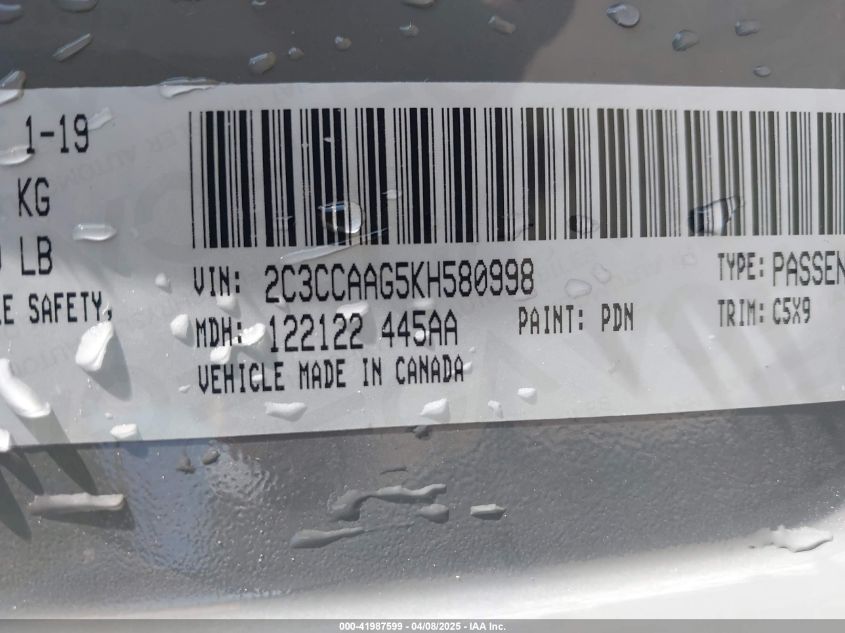 1-19
KG
LB
SAFETY,
VIN: 2C3CCAAG5KH580998
MDH: 122122 445AA
VEHICLE MADE IN CANADA
PAINT: PDN
TYPE: PASSEN
TRIM: C5X9
000-41987599 — 04/08/2025 — IAA Inc.